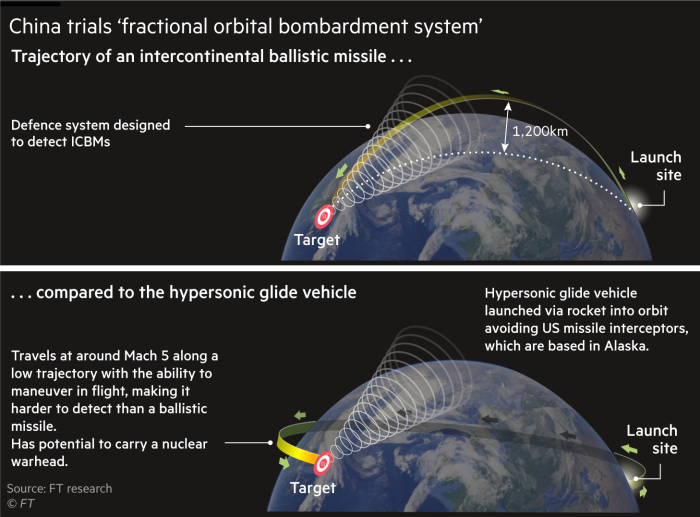 China trials ‘fractional orbital bombardment system’
Trajectory of an intercontinental ballistic missile . . .
Defence system designed
to detect ICBMs
1,200km
Launch
site
Target
. . . compared to the hypersonic glide vehicle
Hypersonic glide vehicle
launched via rocket into orbit
avoiding US missile interceptors,
which are based in Alaska.
Travels at around Mach 5 along a
low trajectory with the ability to
maneuver in flight, making it
harder to detect than a ballistic
missile.
Has potential to carry a nuclear
warhead.
Launch
site
Target
Source: FT research
© FT